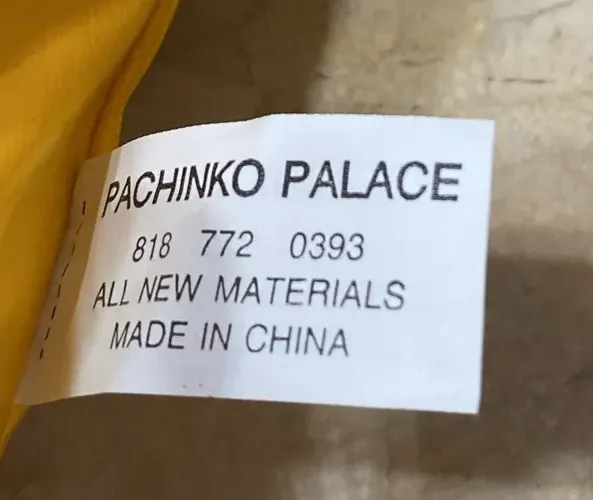 PACHINKO PALACE
818 772 0393
ALL NEW MATERIALS
MADE IN CHINA